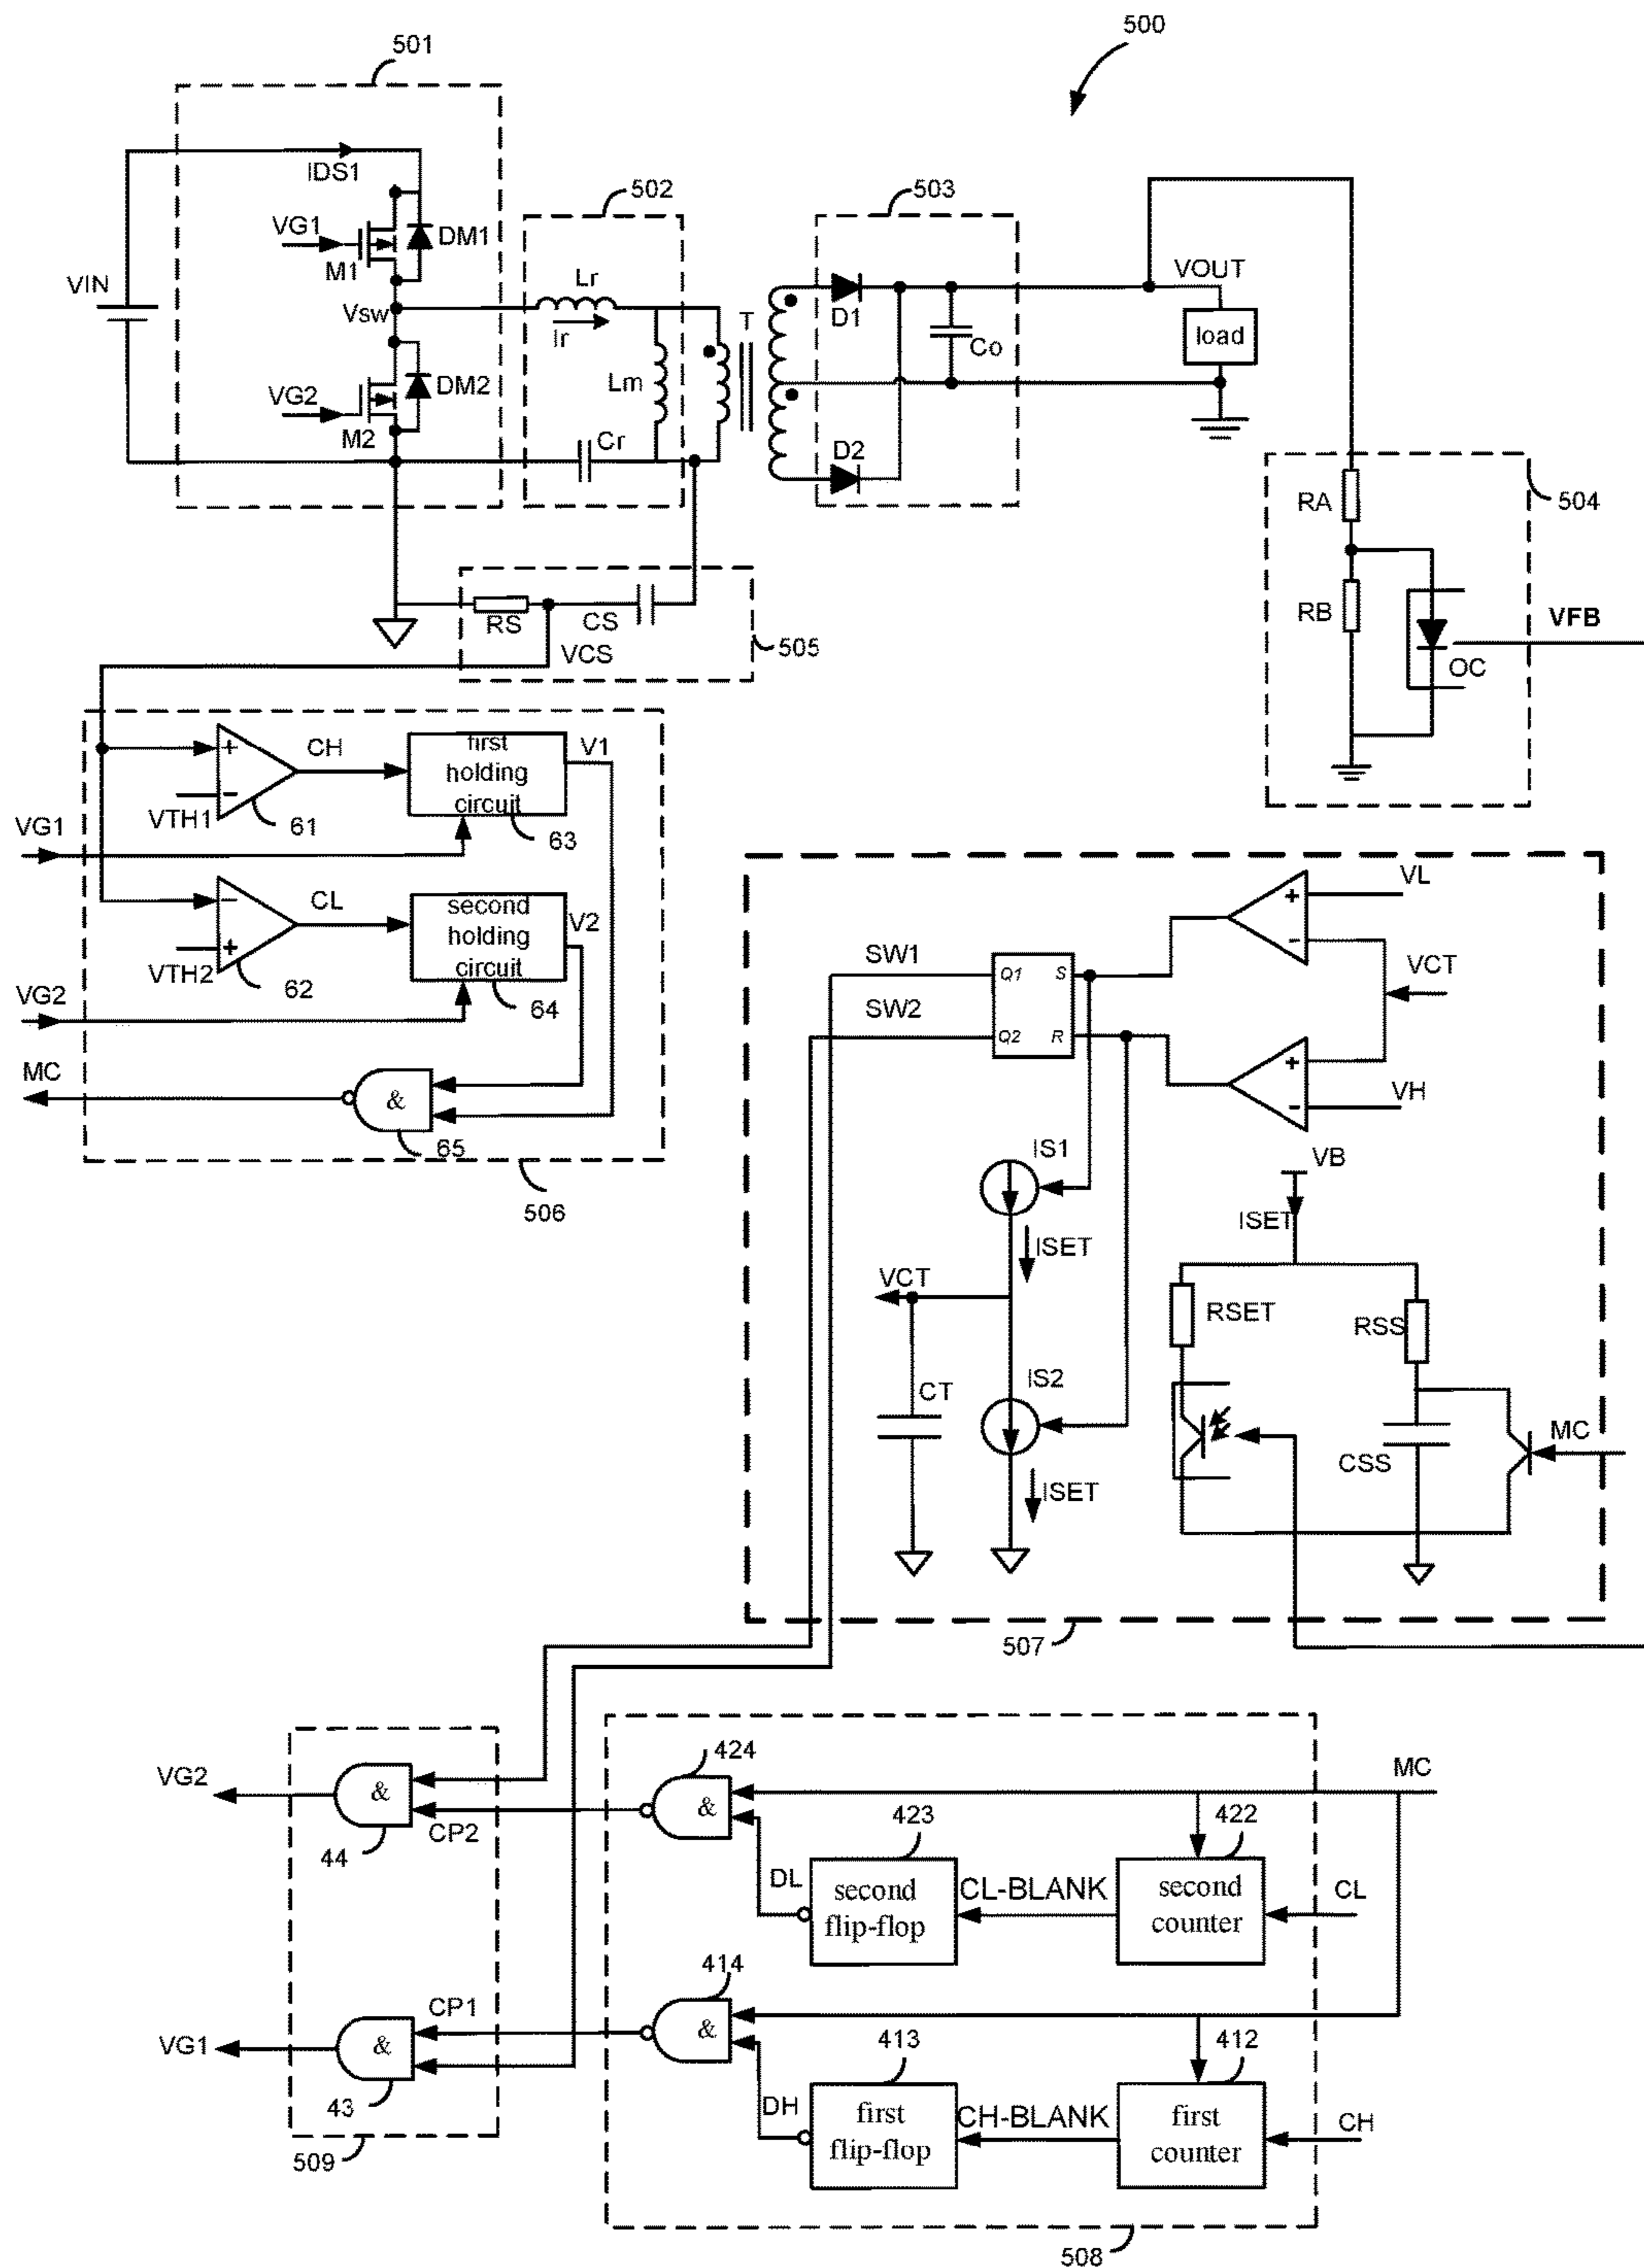 500
501
IDS1
502
503
VG1
DM1
M1
VIN
Lr
VOUT
Vsw
Ir
T
D1
Co
load
DM2
Lm
VG2
M2
Cr
D2
504
RA
RS
CS
RB
VFB
VCS
505
OC
CH
first
holding
circuit
V1
+
-
VTH1
61
63
VG1
VL
CL
second
holding
circuit
V2
-
+
+
-
SW1
Q1
S
VCT
VTH2
62
64
VG2
SW2
Q2
R
+
-
MC
&
VH
65
IS1
VB
506
ISET
ISET
VCT
RSET
RSS
IS2
CT
MC
CSS
ISET
507
424
MC
VG2
&
&
423
422
CP2
44
DL
second
flip-flop
CL-BLANK
second
counter
CL
414
CP1
&
413
412
VG1
&
43
DH
first
flip-flop
CH-BLANK
first
counter
CH
509
508